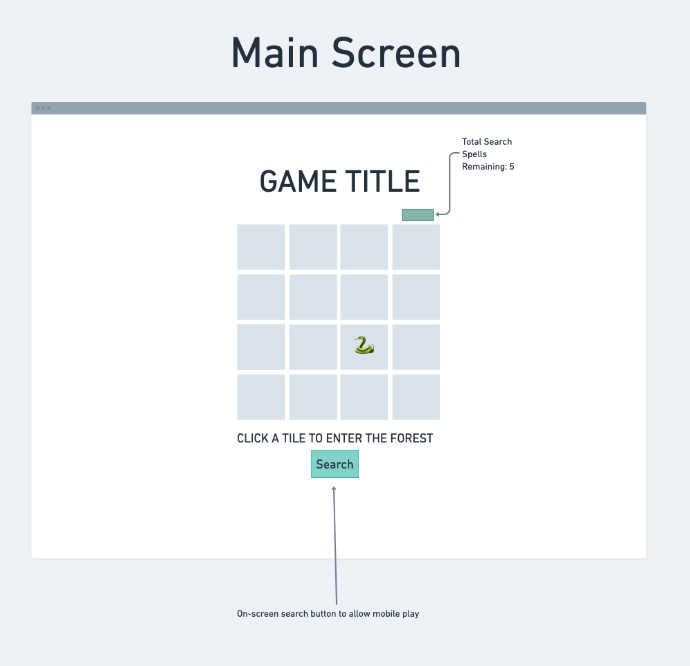 Main Screen
Total Search
Spells
Remaining: 5
GAME TITLE
CLICK A TILE TO ENTER THE FOREST
Search
On-screen search button to allow mobile play